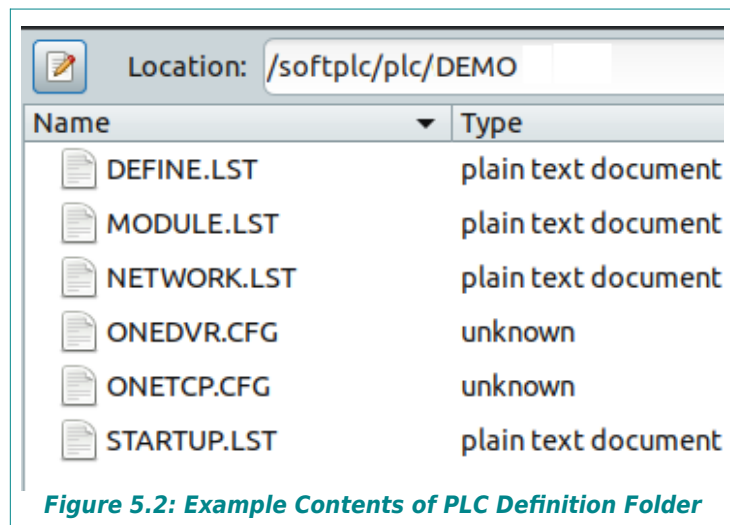 Location: /softplc/plc/DEMO
Name Type
DEFINE.LST plain text document
MODULE.LST plain text document
NETWORK.LST plain text document
ONEDVR.CFG unknown
ONETCP.CFG unknown
STARTUP.LST plain text document
Figure 5.2: Example Contents of PLC Definition Folder